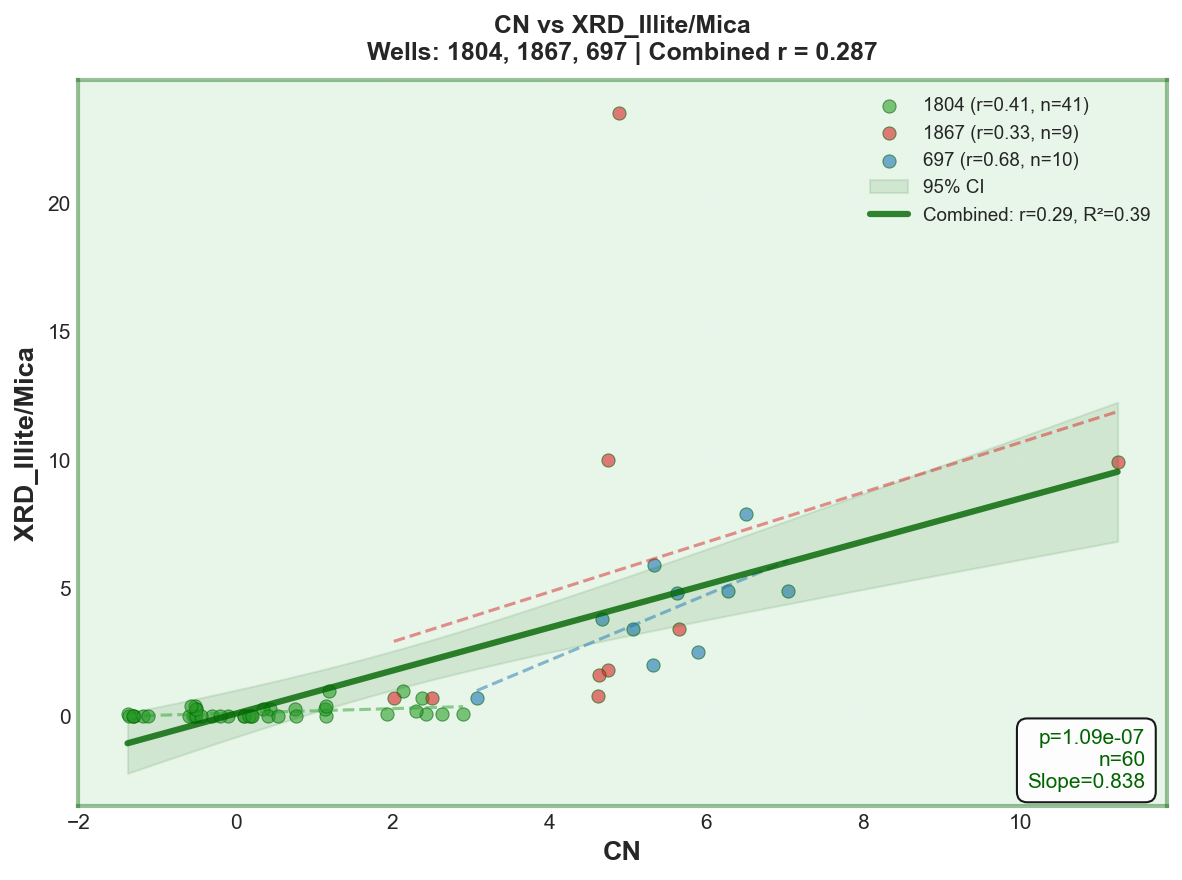 CN vs XRD_Illite/Mica
Wells: 1804, 1867, 697 | Combined r = 0.287
1804 (r=0.41, n=41)
1867 (r=0.33, n=9)
697 (r=0.68, n=10)
95% CI
Combined: r=0.29, R²=0.39
XRD_Illite/Mica
20
15
10
5
0
p=1.09e-07
n=60
Slope=0.838
−2
0
2
4
6
8
10
CN